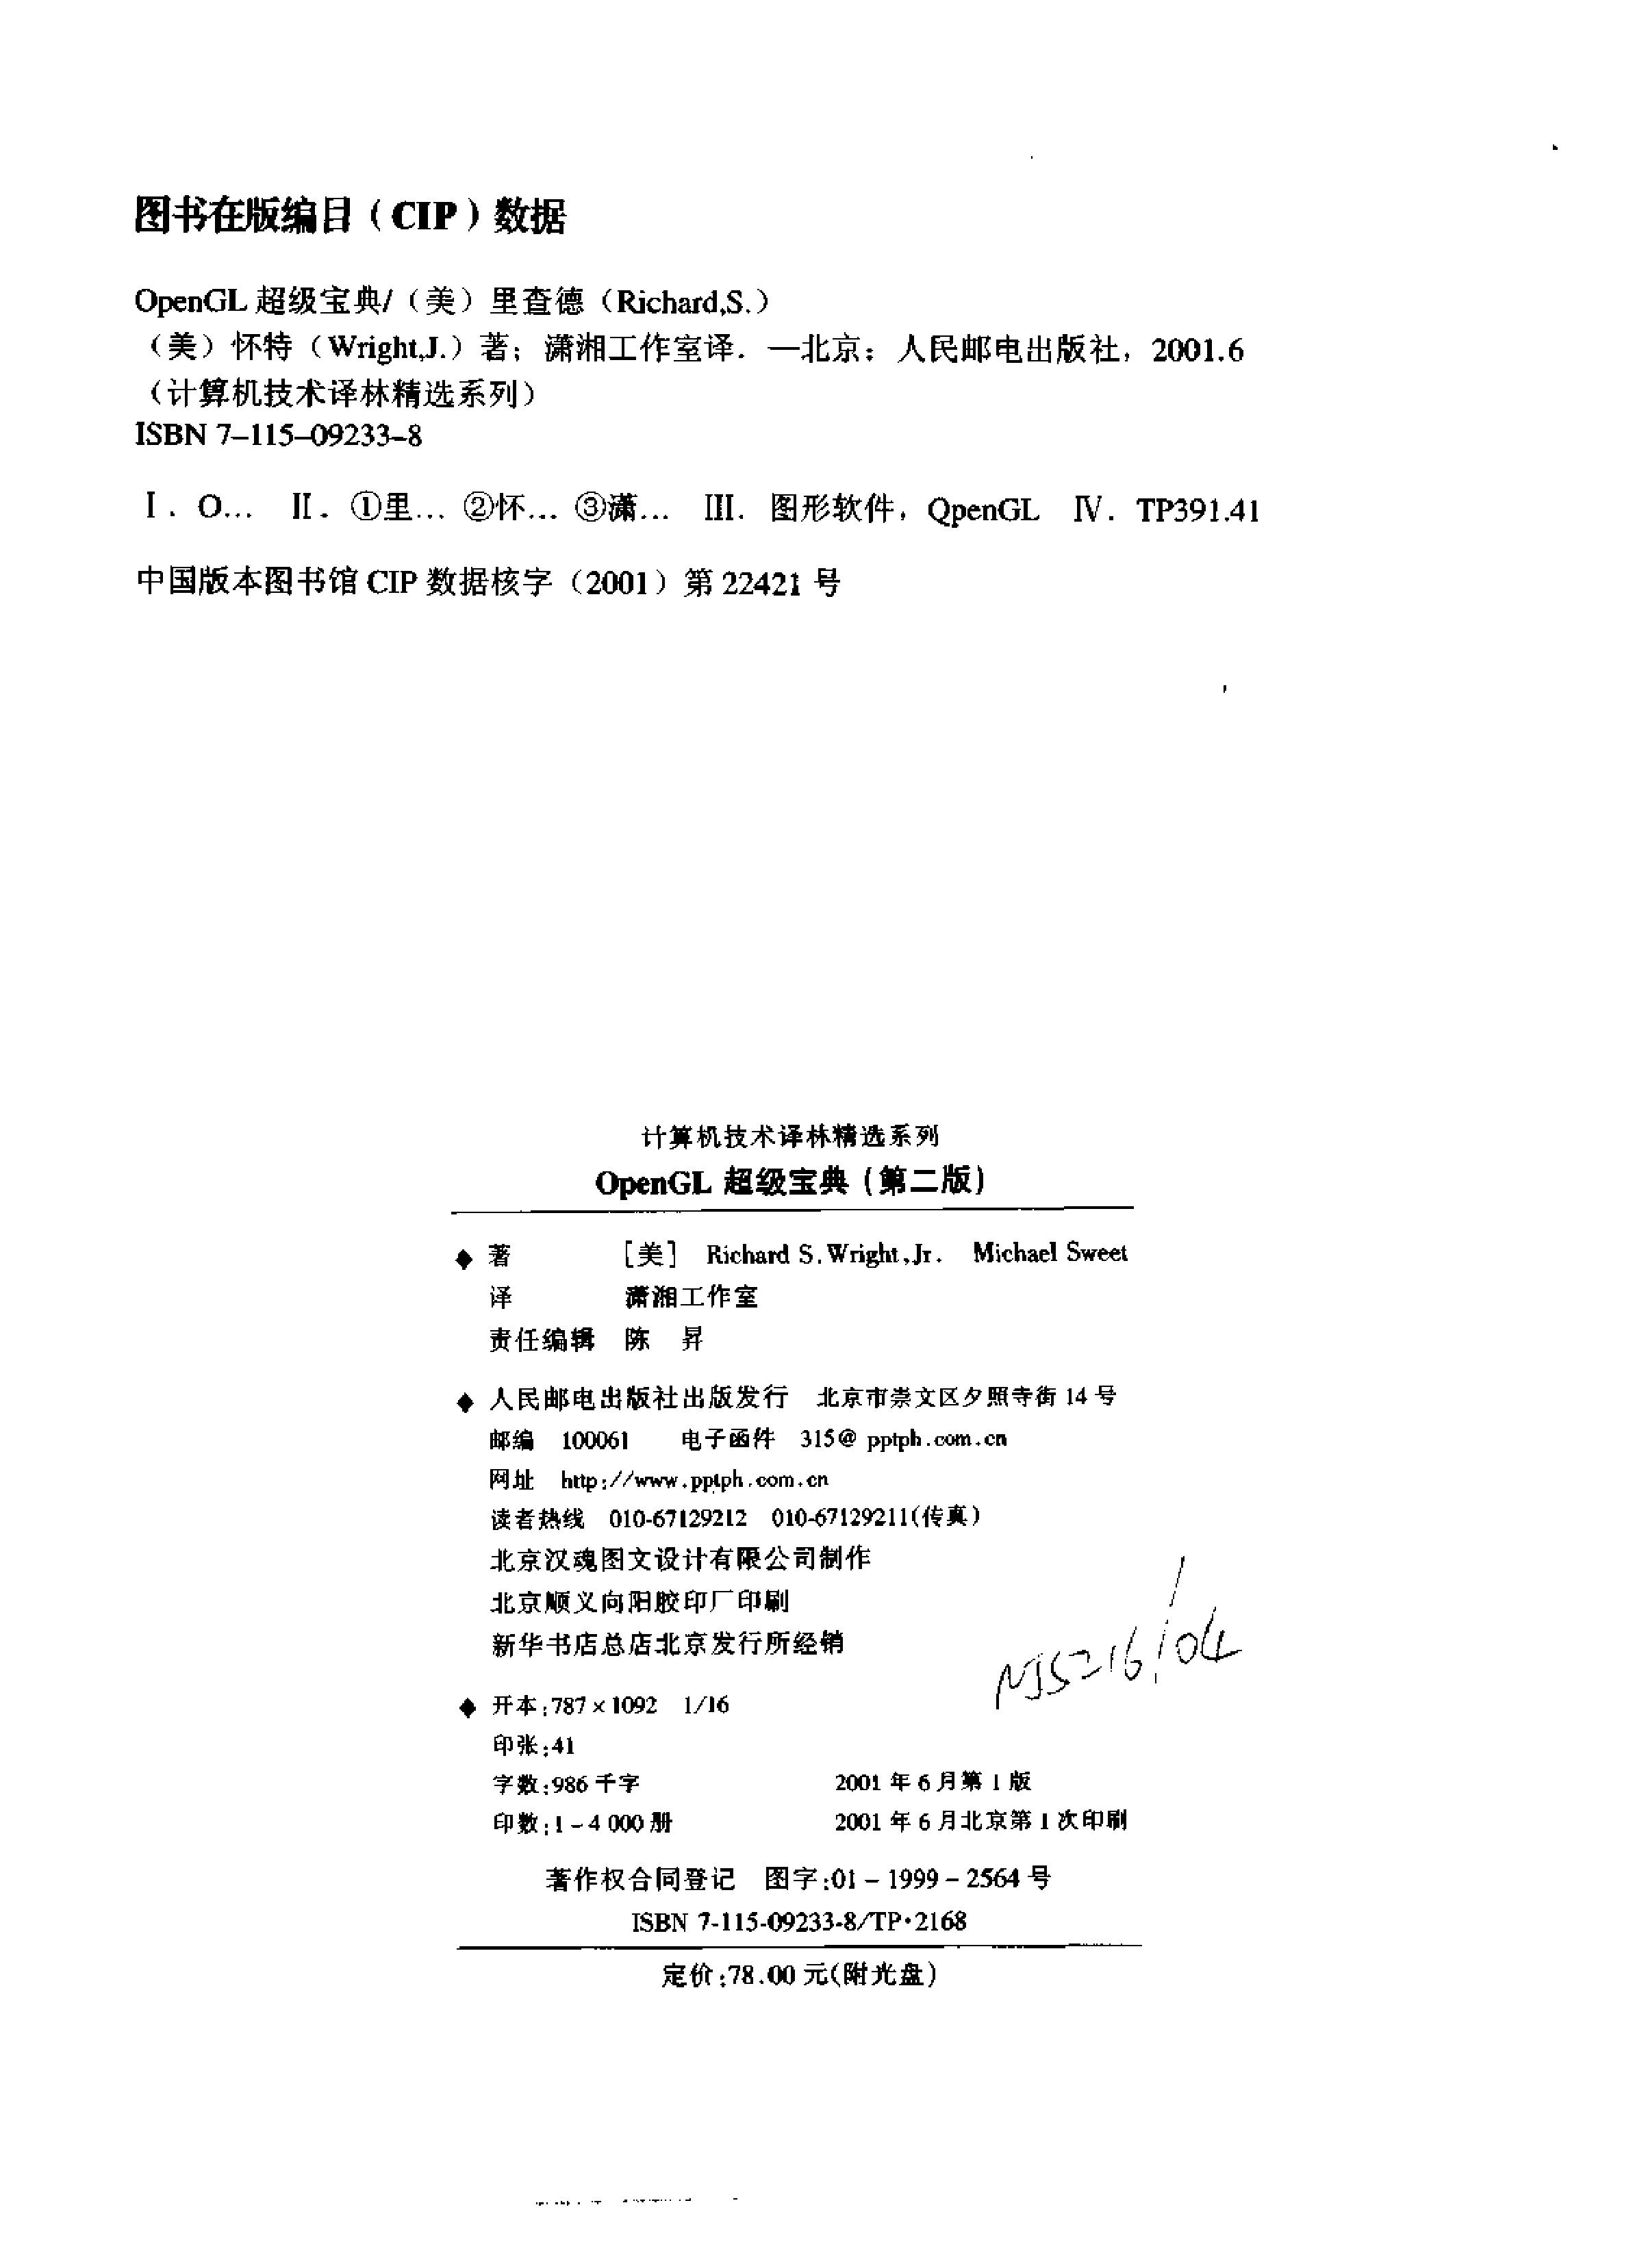 图书在版编目（CIP）数据
OpenGL 超级宝典/（美）里查德（Richard,S.）
（美）怀特（Wright,J.）著；潇湘工作室译．—北京：人民邮电出版社，2001.6
（计算机技术译林精选系列）
ISBN 7–115–09233–8
Ⅰ．O… Ⅱ．①里… ②怀… ③潇… Ⅲ．图形软件，QpenGL Ⅳ．TP391.41
中国版本图书馆 CIP 数据核字（2001）第 22421 号
计算机技术译林精选系列
OpenGL 超级宝典（第二版）
◆ 著 ［美］ Richard S.Wright,Jr. Michael Sweet
译 潇湘工作室
责任编辑 陈 昇
◆ 人民邮电出版社出版发行 北京市崇文区夕照寺街 14 号
邮编 100061 电子函件 315@ pptph.com.cn
网址 http://www.pptph.com.cn
读者热线 010-67129212 010-67129211(传真)
北京汉魂图文设计有限公司制作
北京顺义向阳胶印厂印刷
新华书店总店北京发行所经销
◆ 开本:787×1092 1/16
印张:41
字数:986 千字 2001 年 6 月第 1 版
印数:1－4 000 册 2001 年 6 月北京第 1 次印刷
著作权合同登记 图字:01－1999－2564 号
ISBN 7-115-09233-8/TP·2168
定价:78.00 元(附光盘)